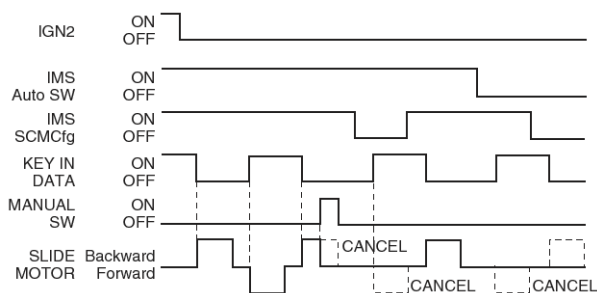 IGN2 ON
OFF
IMS ON
Auto SW OFF
IMS ON
SCMCfg OFF
KEY IN ON
DATA OFF
MANUAL ON
SW OFF
SLIDE Backward
MOTOR Forward
CANCEL
CANCEL
CANCEL